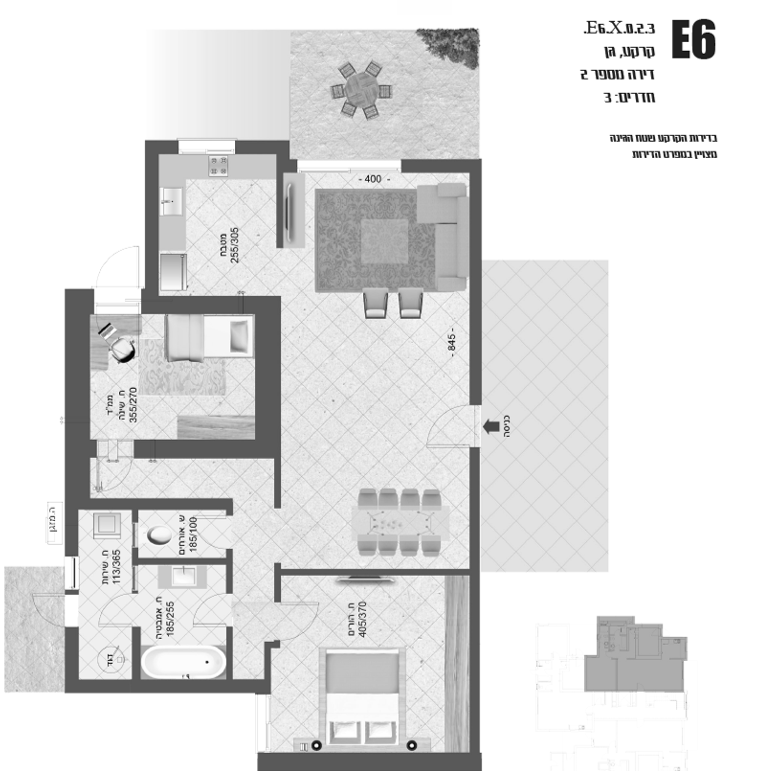 E6
E6.X.0.2.3.
קרקע, גן
דירה מספר 2
חדרים: 3
בדירות הקרקע שטח הגינה
מצויין במפרט הדירות
- 400 -
מטבח
255/305
- 845 -
ממ"ד
ח. שינה
355/270
כניסה
ש. אורחים
185/100
ח. שירות
113/365
ח. אמבטיה
185/255
ח. הורים
405/370
דוד